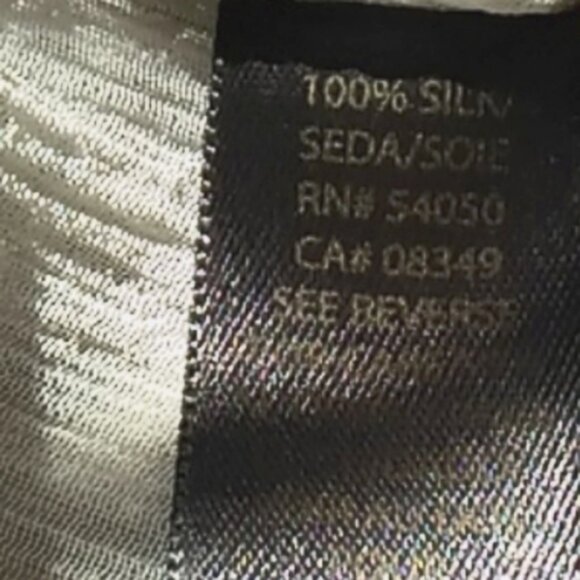 100% SILK/
SEDA/SOIE
RN# 54050
CA# 08349
SEE REVERSE